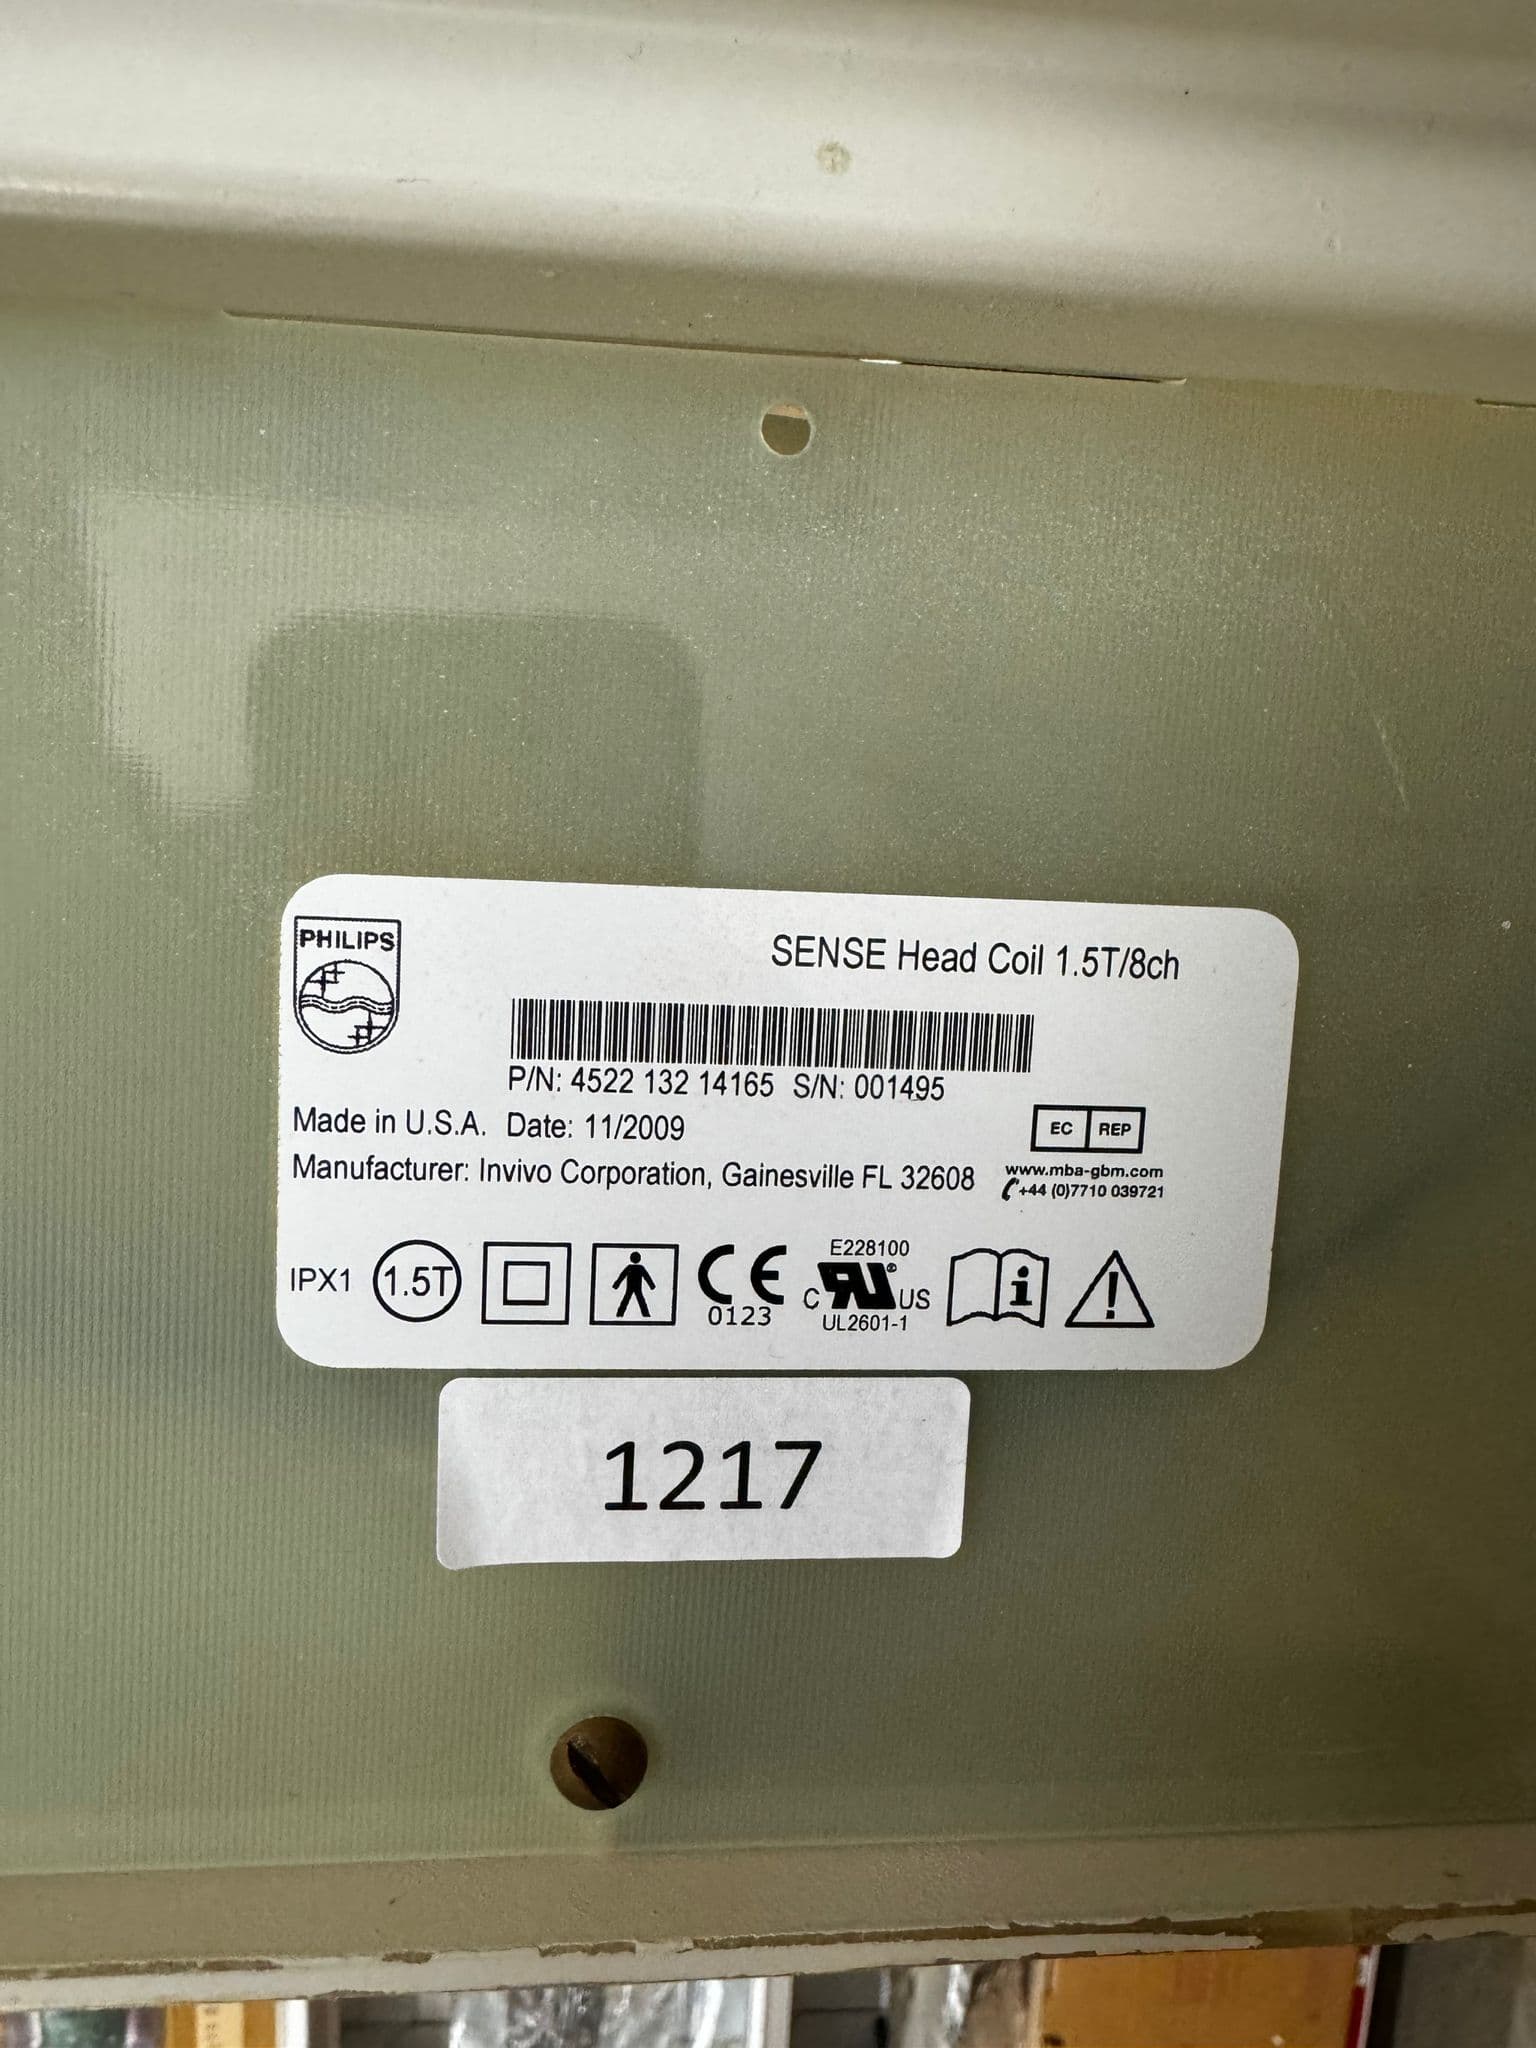 PHILIPS
SENSE Head Coil 1.5T/8ch
P/N: 4522 132 14165 S/N: 001495
Made in U.S.A. Date: 11/2009
EC REP
Manufacturer: Invivo Corporation, Gainesville FL 32608
www.mba-gbm.com
+44 (0)7710 039721
IPX1 1.5T CE 0123
E228100
C RU® US
UL2601-1
i !
1217